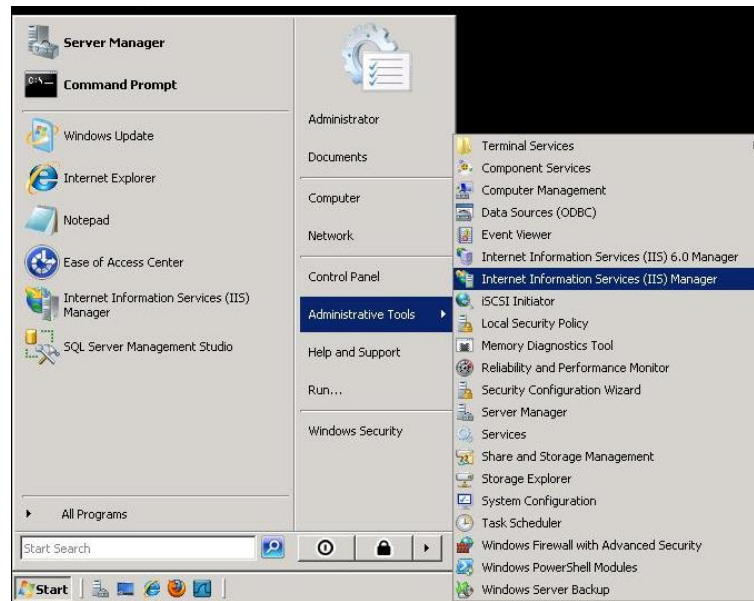 Server Manager
Command Prompt
Windows Update
Internet Explorer
Notepad
Ease of Access Center
Internet Information Services (IIS)
Manager
SQL Server Management Studio
All Programs
Start Search
Administrator
Documents
Computer
Network
Control Panel
Administrative Tools
Help and Support
Run...
Windows Security
Terminal Services
Component Services
Computer Management
Data Sources (ODBC)
Event Viewer
Internet Information Services (IIS) 6.0 Manager
Internet Information Services (IIS) Manager
iSCSI Initiator
Local Security Policy
Memory Diagnostics Tool
Reliability and Performance Monitor
Security Configuration Wizard
Server Manager
Services
Share and Storage Management
Storage Explorer
System Configuration
Task Scheduler
Windows Firewall with Advanced Security
Windows PowerShell Modules
Windows Server Backup
Start